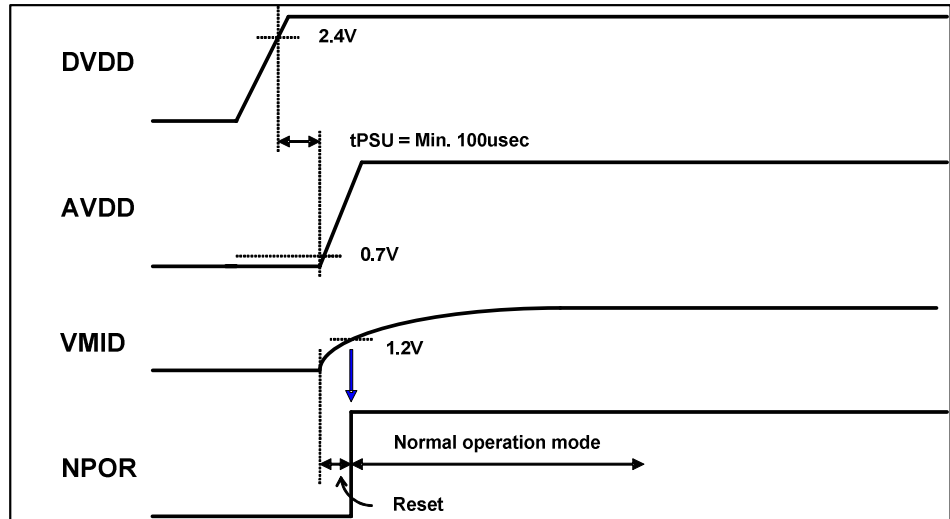 DVDD
2.4V
tPSU = Min. 100usec
AVDD
0.7V
VMID
1.2V
Normal operation mode
NPOR
Reset